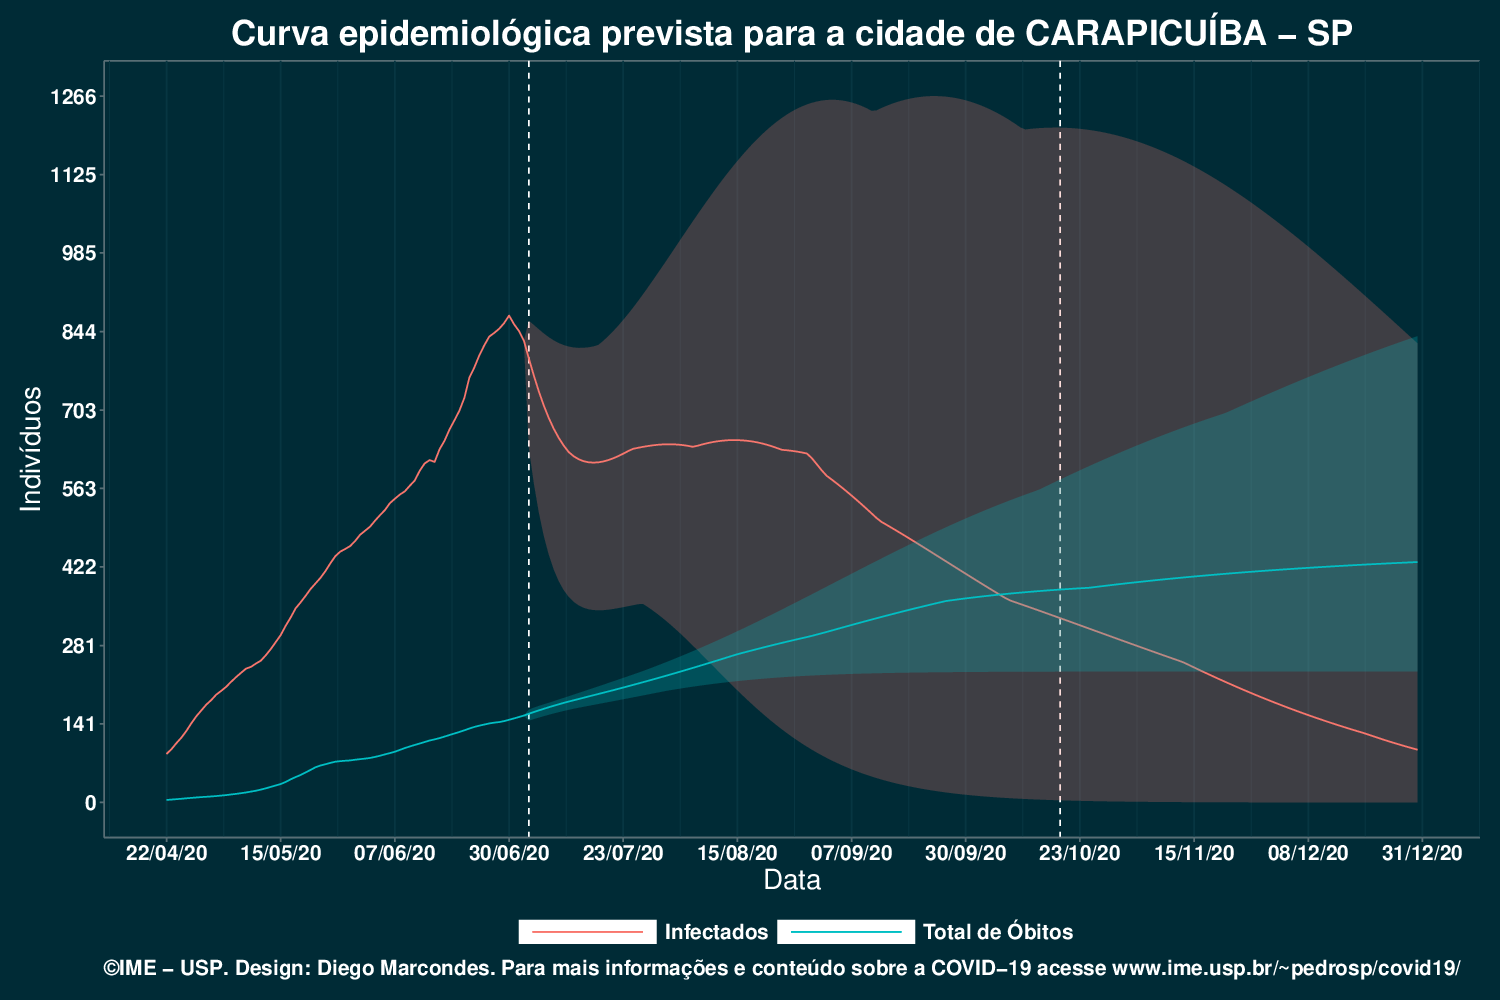 Curva epidemiológica prevista para a cidade de CARAPICUÍBA − SP
1266
1125
985
844
703
563
422
281
141
0
Indivíduos
22/04/20 15/05/20 07/06/20 30/06/20 23/07/20 15/08/20 07/09/20 30/09/20 23/10/20 15/11/20 08/12/20 31/12/20
Data
Infectados Total de Óbitos
©IME − USP. Design: Diego Marcondes. Para mais informações e conteúdo sobre a COVID−19 acesse www.ime.usp.br/~pedrosp/covid19/